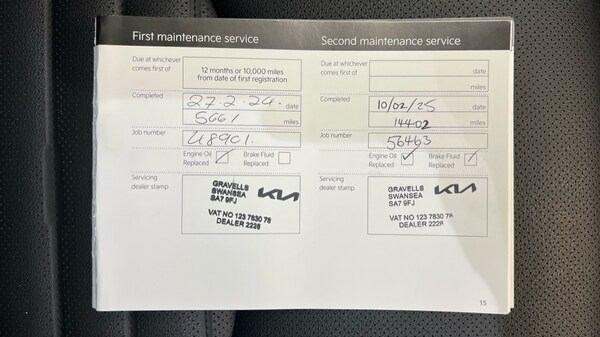 First maintenance service
Due at whichever
comes first of
12 months or 10,000 miles
from date of first registration
Completed
27.2.24. date
5661 miles
Job number
48901.
Engine Oil
Replaced
Brake Fluid
Replaced
Servicing
dealer stamp
GRAVELLS
SWANSEA
SA7 9FJ
KIA
VAT NO 123 7830 78
DEALER 2228
Second maintenance service
Due at whichever
comes first of
date
miles
Completed
10/02/25 date
14402 miles
Job number
56463
Engine Oil
Replaced
Brake Fluid
Replaced
Servicing
dealer stamp
GRAVELLS
SWANSEA
SA7 9FJ
KIA
VAT NO 123 7830 78
DEALER 2228
15